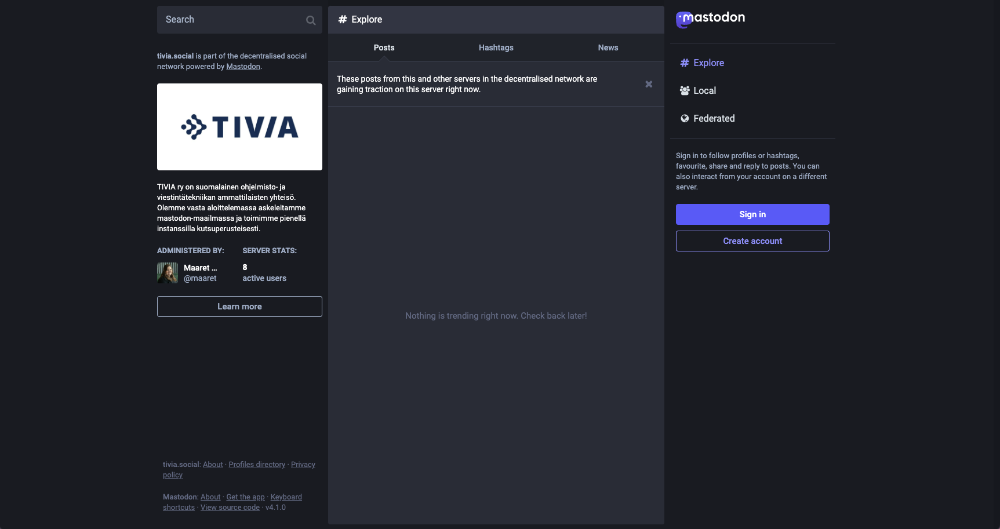 Search
tivia.social is part of the decentralised social
network powered by Mastodon.
TIVIA
TIVIA ry on suomalainen ohjelmisto- ja
viestintätekniikan ammattilaisten yhteisö.
Olemme vasta aloittelemassa askeleitamme
mastodon-maailmassa ja toimimme pienellä
instanssilla kutsuperusteisesti.
ADMINISTERED BY:
Maaret ...
@maaret
SERVER STATS:
8
active users
Learn more
tivia.social: About · Profiles directory · Privacy
policy
Mastodon: About · Get the app · Keyboard
shortcuts · View source code · v4.1.0
# Explore
Posts
Hashtags
News
These posts from this and other servers in the decentralised network are
gaining traction on this server right now.
Nothing is trending right now. Check back later!
mastodon
# Explore
Local
Federated
Sign in to follow profiles or hashtags,
favourite, share and reply to posts. You can
also interact from your account on a different
server.
Sign in
Create account